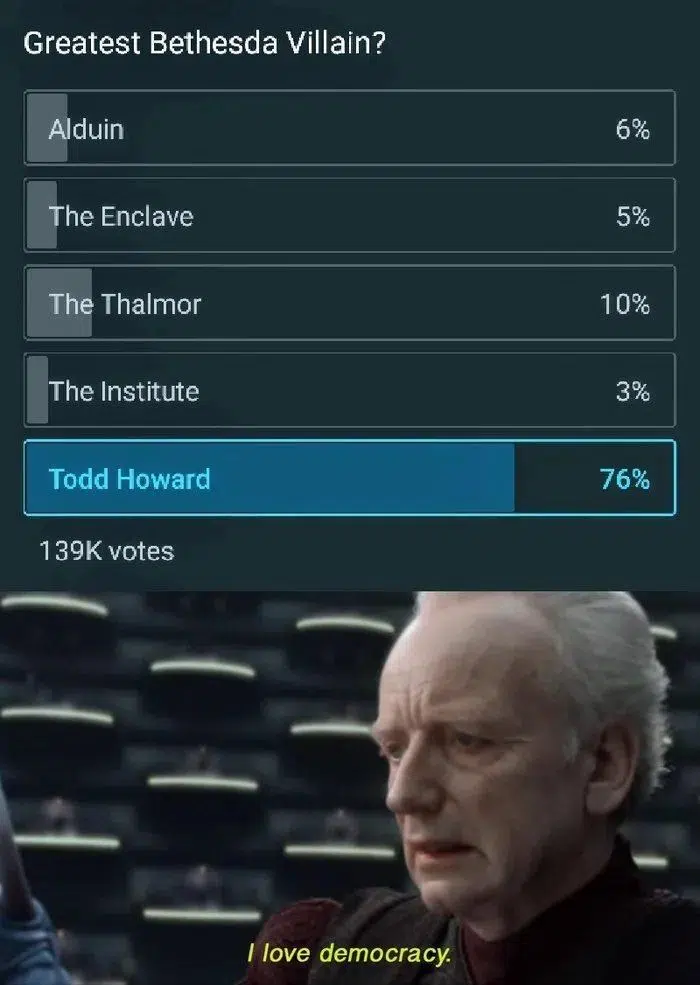 Greatest Bethesda Villain?
Alduin 6%
The Enclave 5%
The Thalmor 10%
The Institute 3%
Todd Howard 76%
139K votes
I love democracy.